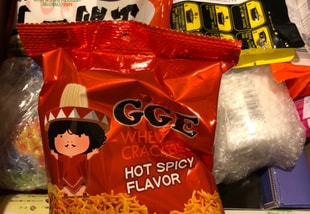 GGE
WHEAT
CRACKER
HOT SPICY
FLAVOR